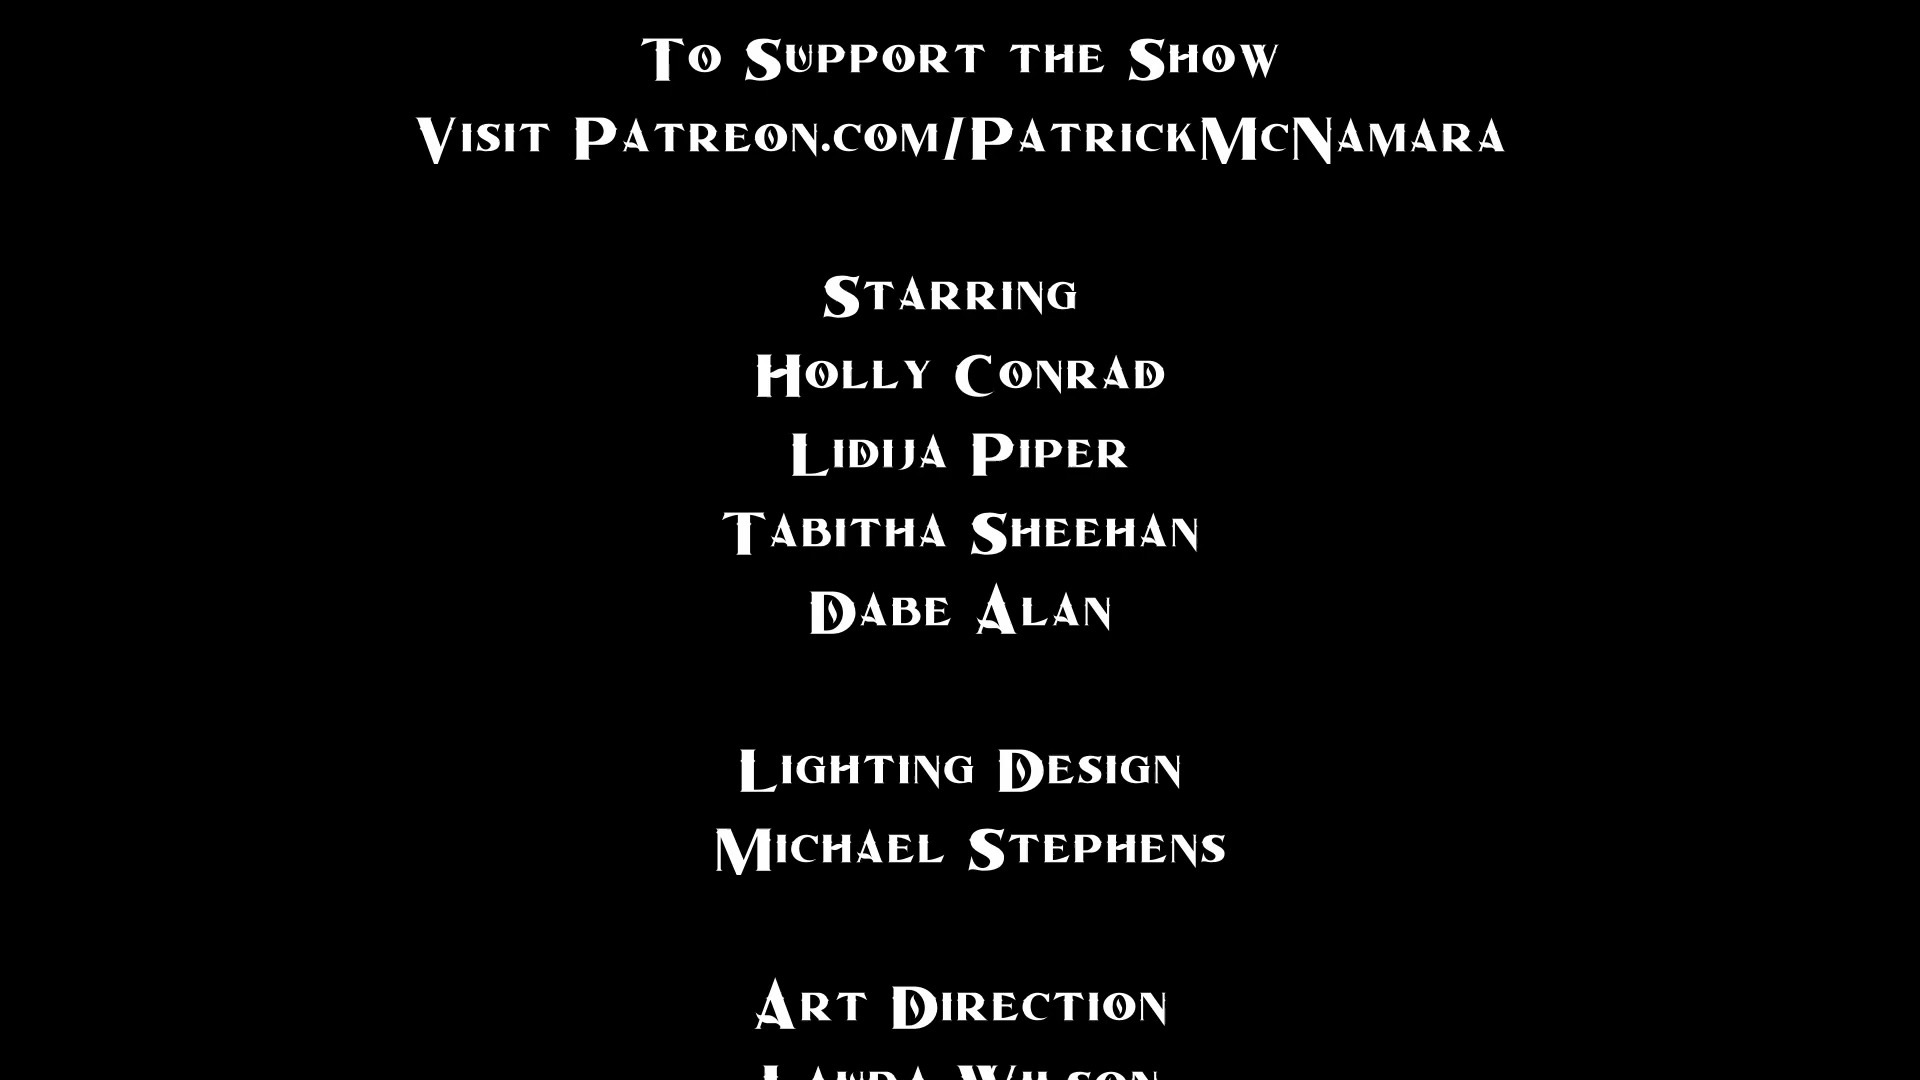 To Support the Show
Visit Patreon.com/PatrickMcNamara
Starring
Holly Conrad
Lidija Piper
Tabitha Sheehan
Dabe Alan
Lighting Design
Michael Stephens
Art Direction
Wilson